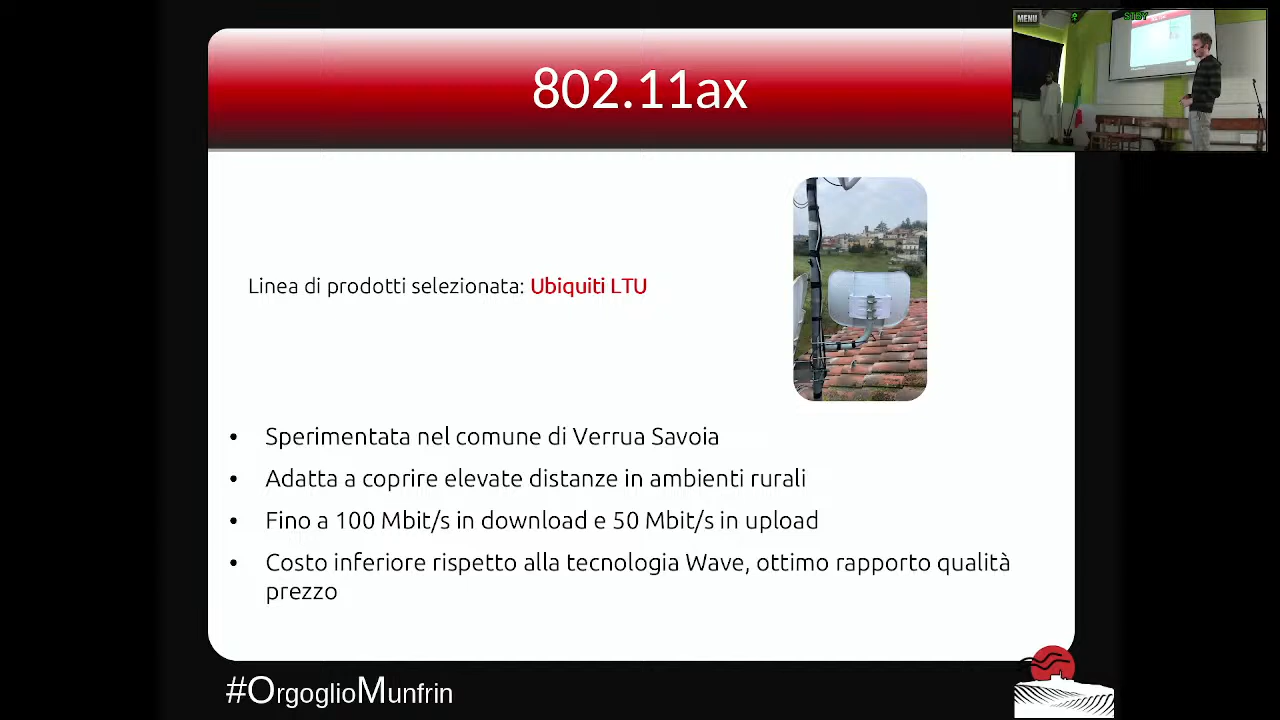 802.11ax
MENU
STBY
Linea di prodotti selezionata: Ubiquiti LTU
• Sperimentata nel comune di Verrua Savoia
• Adatta a coprire elevate distanze in ambienti rurali
• Fino a 100 Mbit/s in download e 50 Mbit/s in upload
• Costo inferiore rispetto alla tecnologia Wave, ottimo rapporto qualità
prezzo
#OrgoglioMunfrin